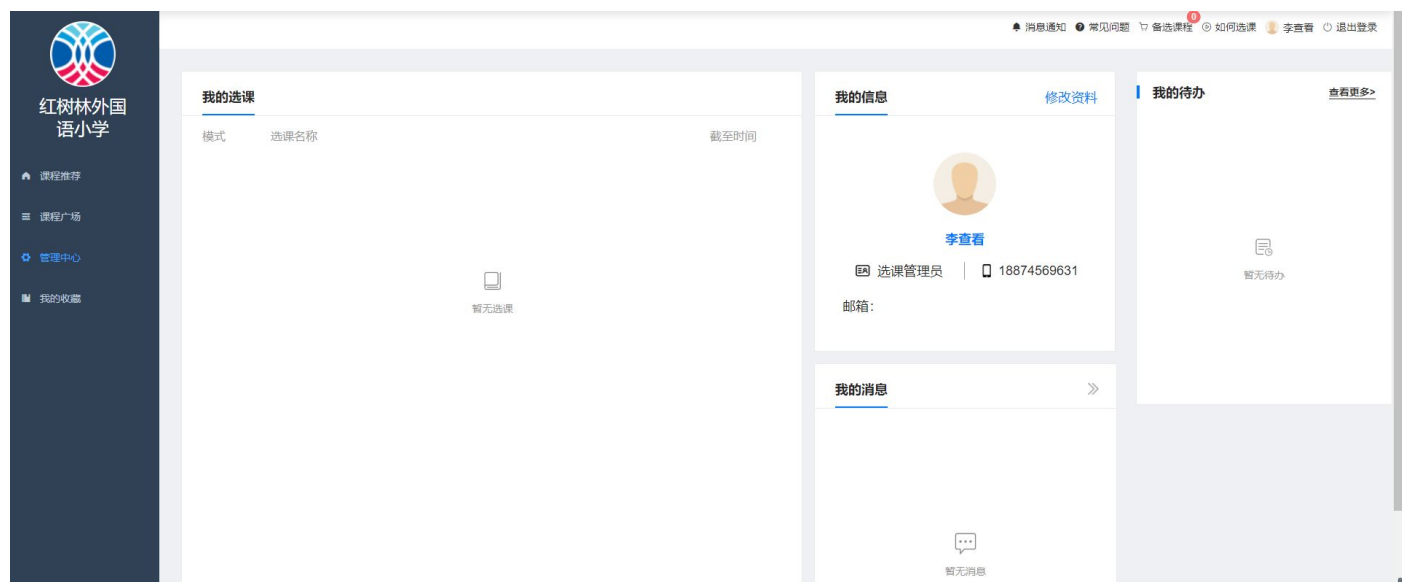 消息通知 常见问题 备选课程 0 如何选课 李查看 退出登录
红树林外国
语小学
课程推荐
课程广场
管理中心
我的收藏
我的选课
模式 选课名称 截至时间
暂无选课
我的信息 修改资料
李查看
选课管理员 18874569631
邮箱:
我的消息
暂无消息
我的待办 查看更多>
暂无待办